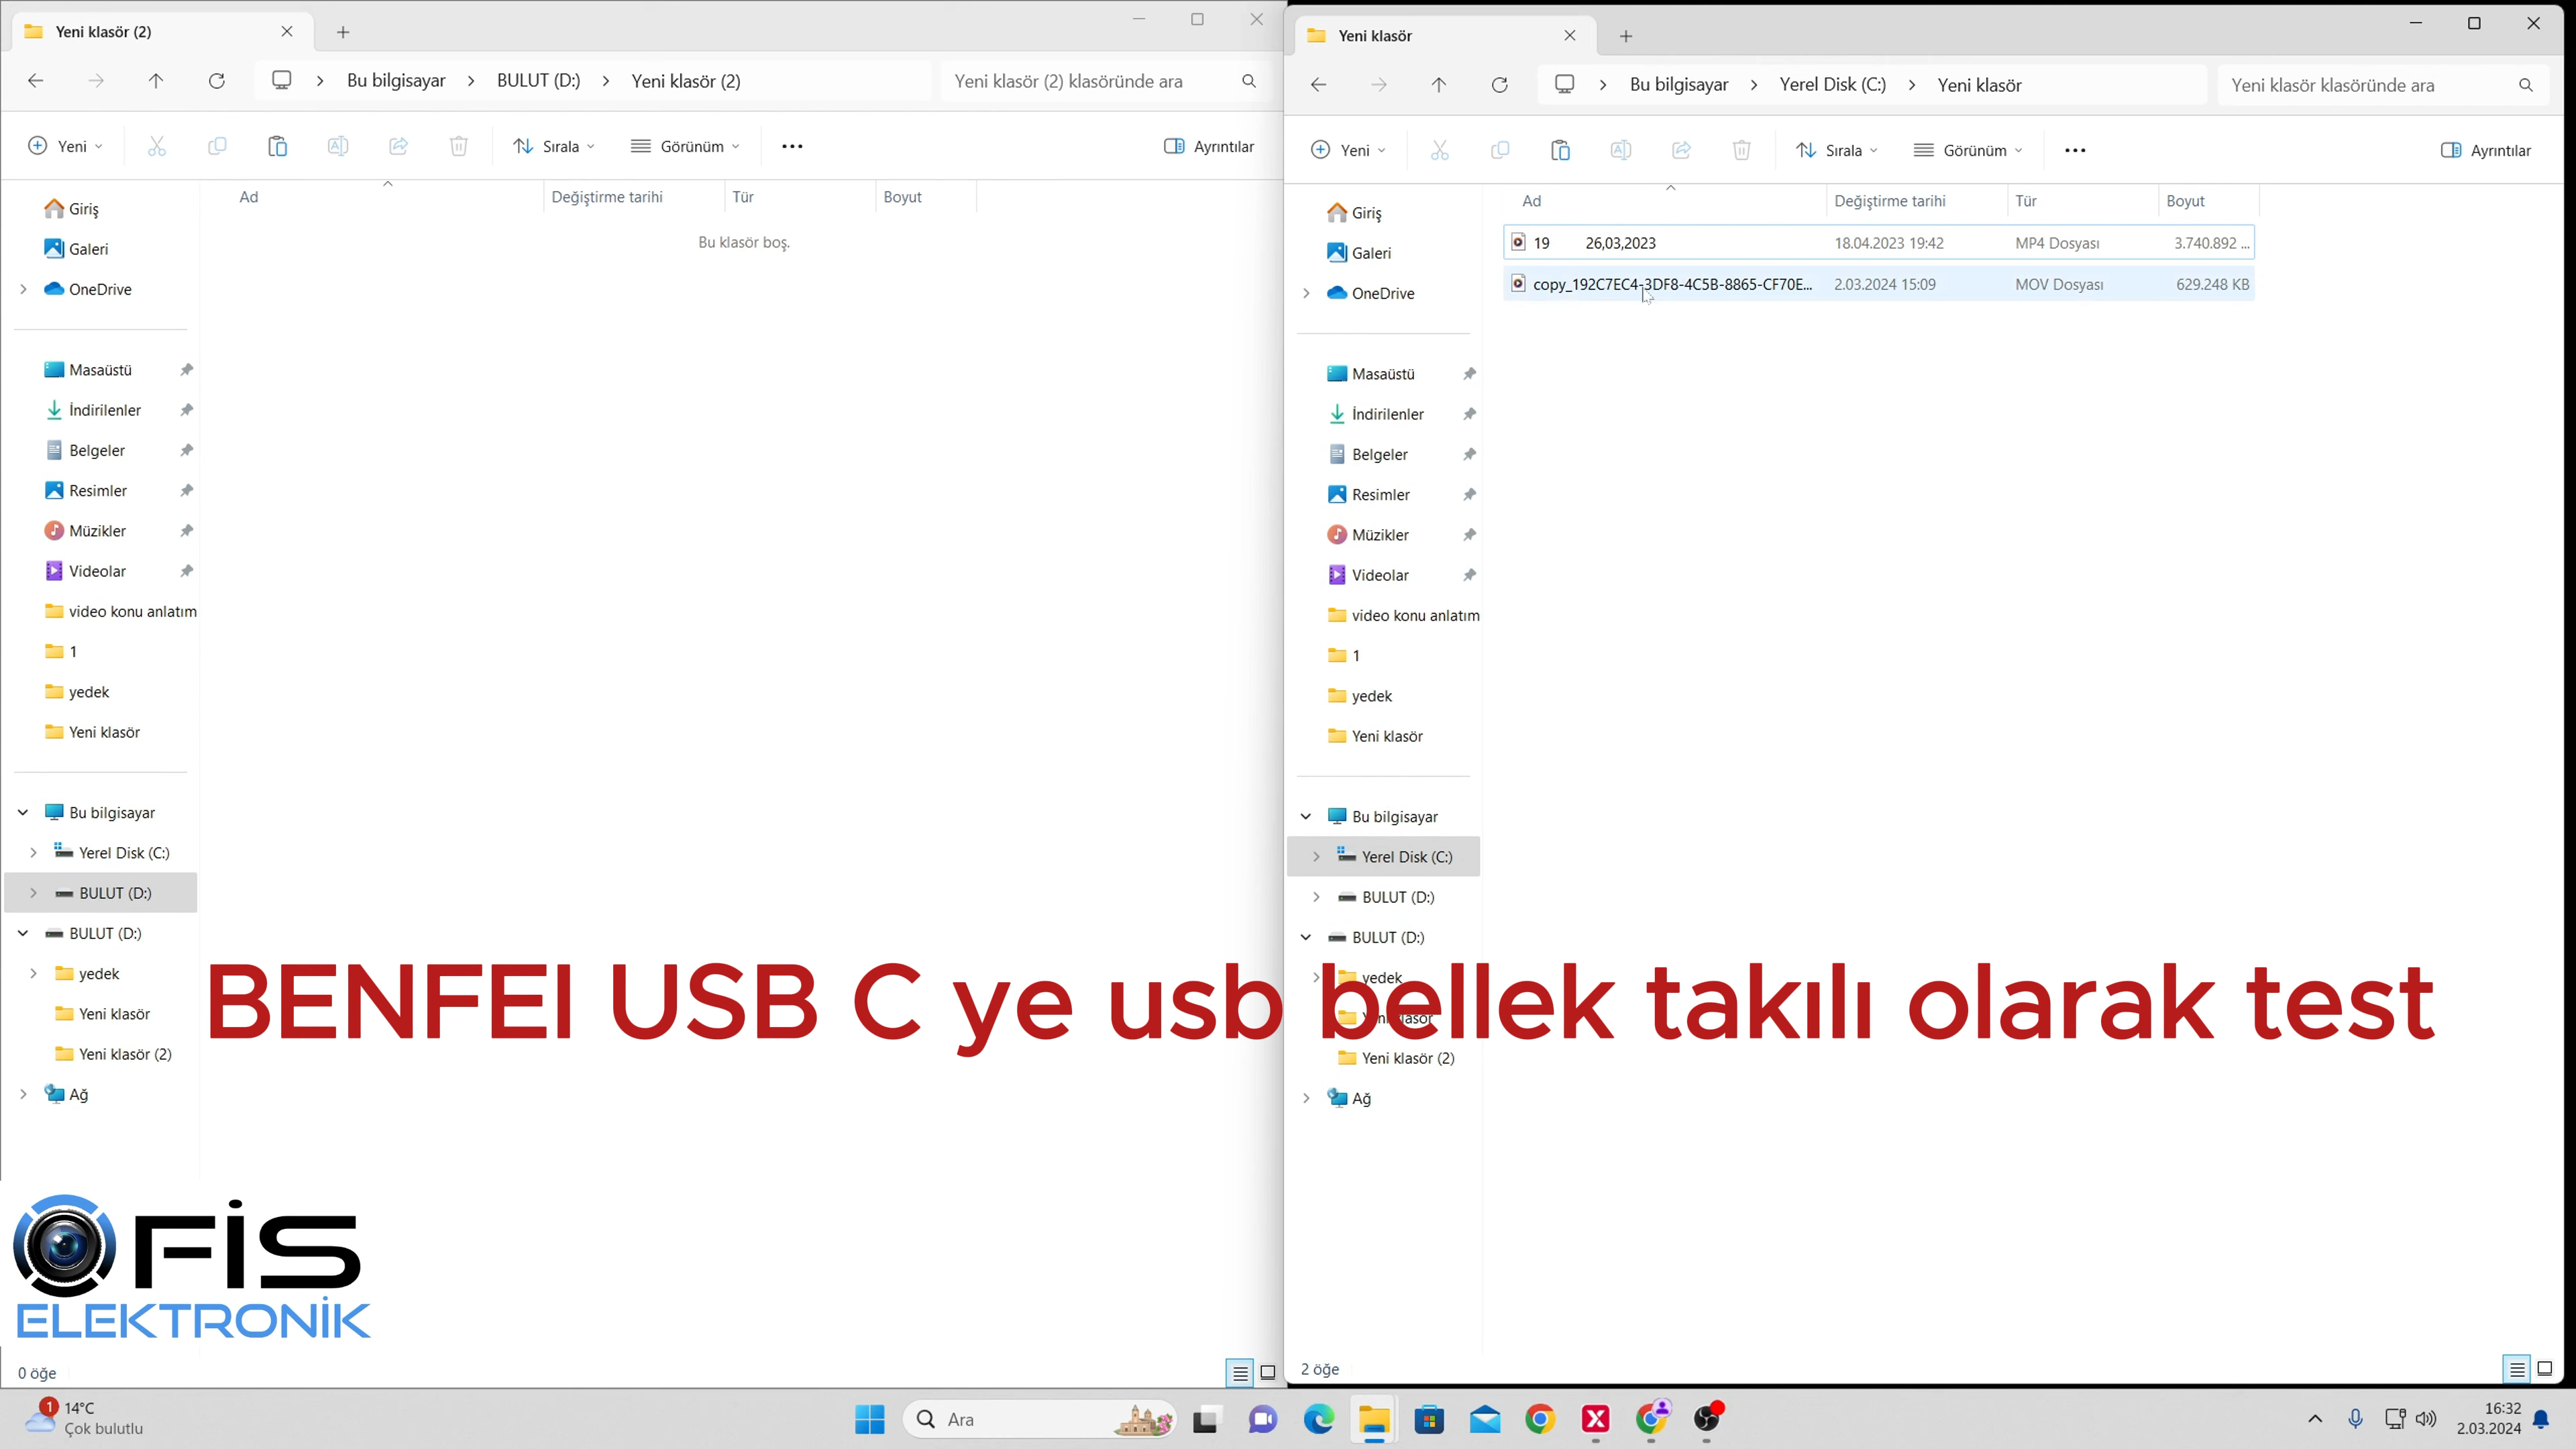 Yeni klasör (2)
Bu bilgisayar
BULUT (D:)
Yeni klasör (2)
Yeni klasör (2) klasöründe ara
Yeni
Sırala
Görünüm
Ayrıntılar
Ad
Değiştirme tarihi
Tür
Boyut
Bu klasör boş.
Giriş
Galeri
OneDrive
Masaüstü
İndirilenler
Belgeler
Resimler
Müzikler
Videolar
video konu anlatım
1
yedek
Yeni klasör
Bu bilgisayar
Yerel Disk (C:)
BULUT (D:)
BULUT (D:)
yedek
Yeni klasör
Yeni klasör (2)
Ağ
0 öğe
Yeni klasör
Bu bilgisayar
Yerel Disk (C:)
Yeni klasör
Yeni klasör klasöründe ara
Yeni
Sırala
Görünüm
Ayrıntılar
Ad
Değiştirme tarihi
Tür
Boyut
19 26,03,2023 18.04.2023 19:42 MP4 Dosyası 3.740.892 ...
copy_192C7EC4-3DF8-4C5B-8865-CF70E... 2.03.2024 15:09 MOV Dosyası 629.248 KB
Giriş
Galeri
OneDrive
Masaüstü
İndirilenler
Belgeler
Resimler
Müzikler
Videolar
video konu anlatım
1
yedek
Yeni klasör
Bu bilgisayar
Yerel Disk (C:)
BULUT (D:)
BULUT (D:)
yedek
Yeni klasör
Yeni klasör (2)
Ağ
2 öğe
BENFEI USB C ye usb bellek takılı olarak test
OFİS
ELEKTRONİK
1
14°C
Çok bulutlu
Ara
16:32
2.03.2024